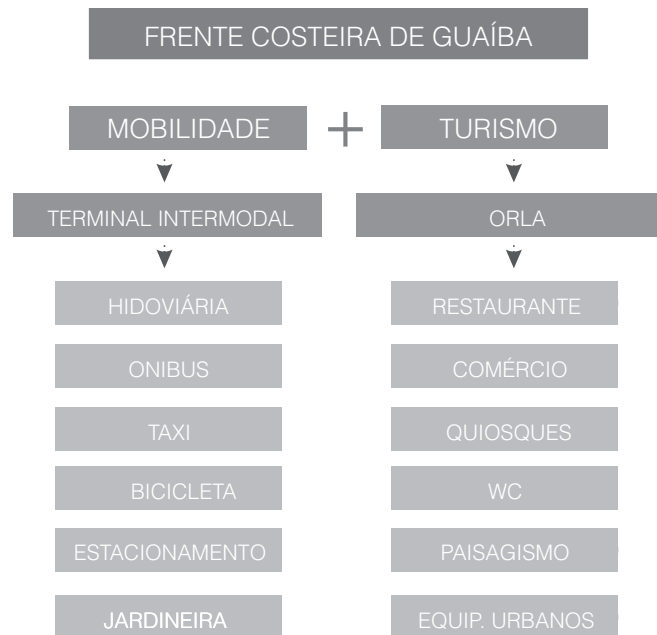 FRENTE COSTEIRA DE GUAÍBA
MOBILIDADE + TURISMO
TERMINAL INTERMODAL
ORLA
HIDOVIÁRIA
RESTAURANTE
ONIBUS
COMÉRCIO
TAXI
QUIOSQUES
BICICLETA
WC
ESTACIONAMENTO
PAISAGISMO
JARDINEIRA
EQUIP. URBANOS